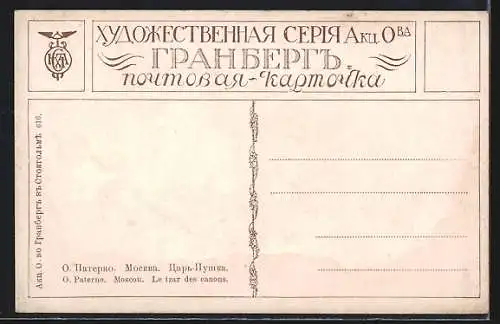 ХУДОЖЕСТВЕННАЯ СЕРІЯ Акц. Ова
ГРАНБЕРГЪ.
почтовая-карточка
Акц. О. во Гранбергъ въ Стокгольмѣ. 616.
О. Патерно. Москва. Царь-Пушка.
O. Paterno. Moscou. Le tzar des canons.